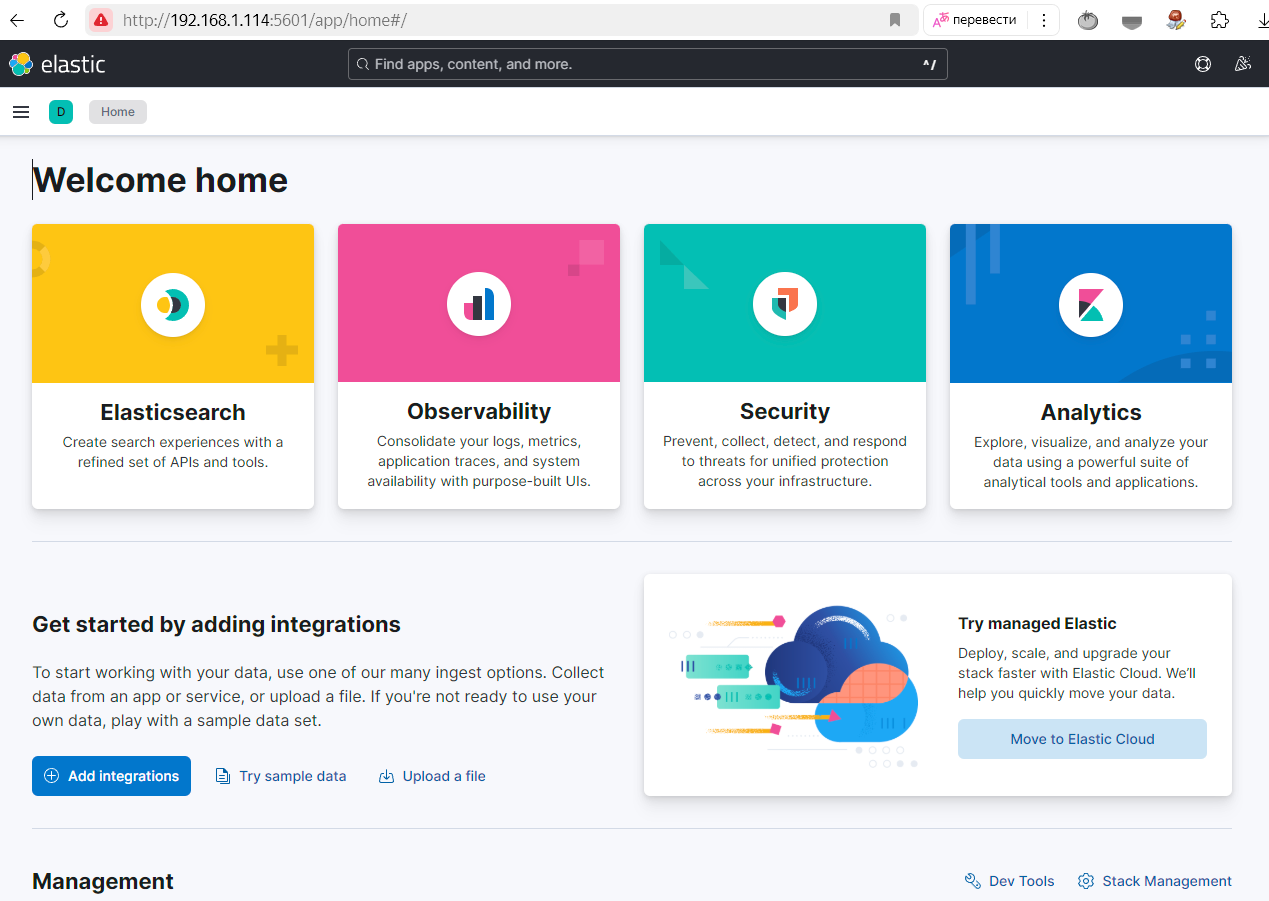 http://192.168.1.114:5601/app/home#/
перевести
elastic
Find apps, content, and more.
^/
D
Home
Welcome home
Elasticsearch
Create search experiences with a
refined set of APIs and tools.
Observability
Consolidate your logs, metrics,
application traces, and system
availability with purpose-built UIs.
Security
Prevent, collect, detect, and respond
to threats for unified protection
across your infrastructure.
Analytics
Explore, visualize, and analyze your
data using a powerful suite of
analytical tools and applications.
Get started by adding integrations
To start working with your data, use one of our many ingest options. Collect
data from an app or service, or upload a file. If you're not ready to use your
own data, play with a sample data set.
Add integrations
Try sample data
Upload a file
Try managed Elastic
Deploy, scale, and upgrade your
stack faster with Elastic Cloud. We’ll
help you quickly move your data.
Move to Elastic Cloud
Management
Dev Tools
Stack Management